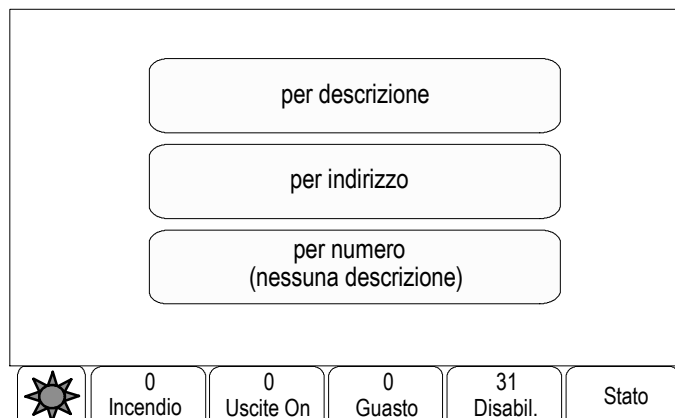 per descrizione
per indirizzo
per numero
(nessuna descrizione)
0
Incendio
0
Uscite On
0
Guasto
31
Disabil.
Stato